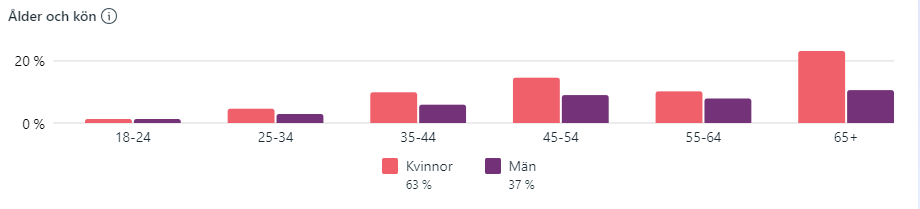 Ålder och kön
20 %
0 %
18-24 25-34 35-44 45-54 55-64 65+
Kvinnor Män
63 % 37 %